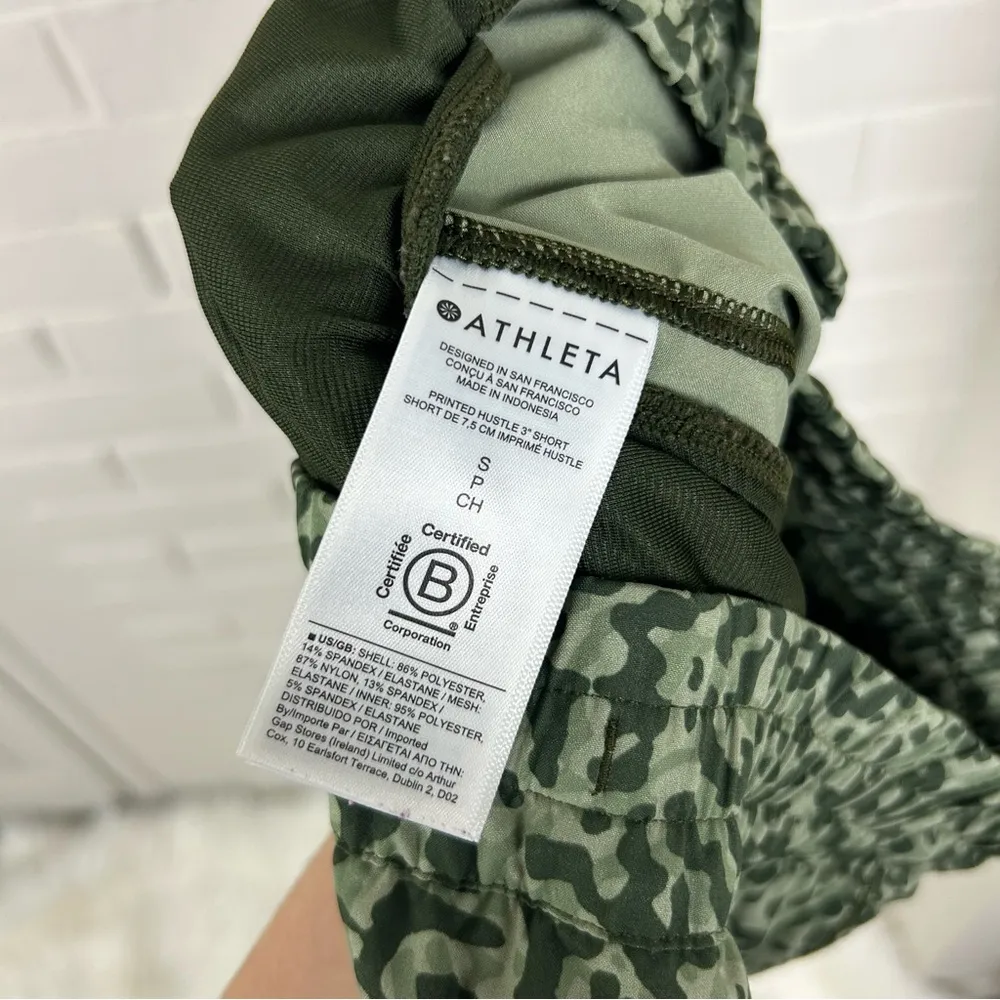 ATHLETA
DESIGNED IN SAN FRANCISCO
CONÇU À SAN FRANCISCO
MADE IN INDONESIA
PRINTED HUSTLE 3" SHORT
SHORT DE 7,5 CM IMPRIMÉ HUSTLE
S
P
CH
Certified
Certifiée
B
Entreprise
®
Corporation
US/GB: SHELL: 86% POLYESTER,
14% SPANDEX / ELASTANE / MESH:
87% NYLON, 13% SPANDEX /
ELASTANE / INNER: 95% POLYESTER,
5% SPANDEX / ELASTANE
DISTRIBUIDO POR / Imported
By/Importe Par / ΕΙΣΑΓΕΤΑΙ ΑΠΟ ΤΗΝ:
Gap Stores (Ireland) Limited c/o Arthur
Cox, 10 Earlsfort Terrace, Dublin 2, D02